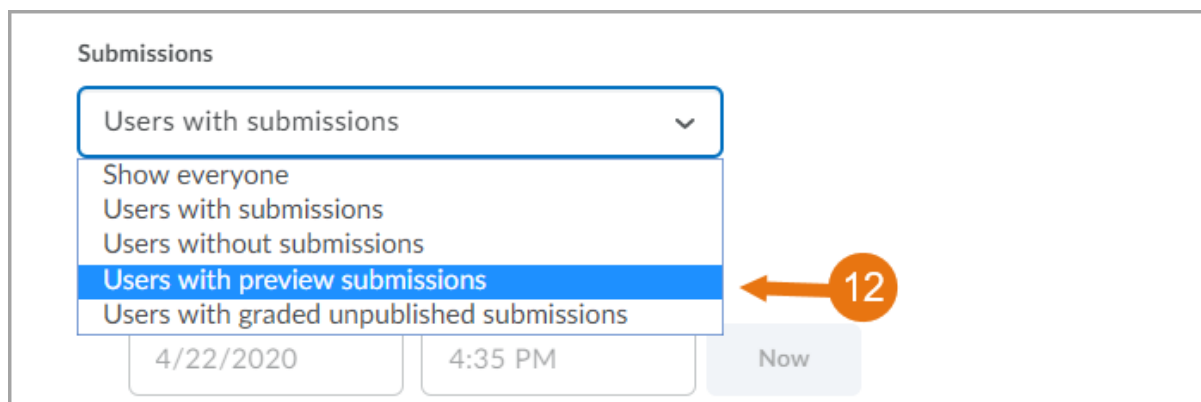 Submissions
Users with submissions
Show everyone
Users with submissions
Users without submissions
Users with preview submissions
12
Users with graded unpublished submissions
4/22/2020 4:35 PM Now